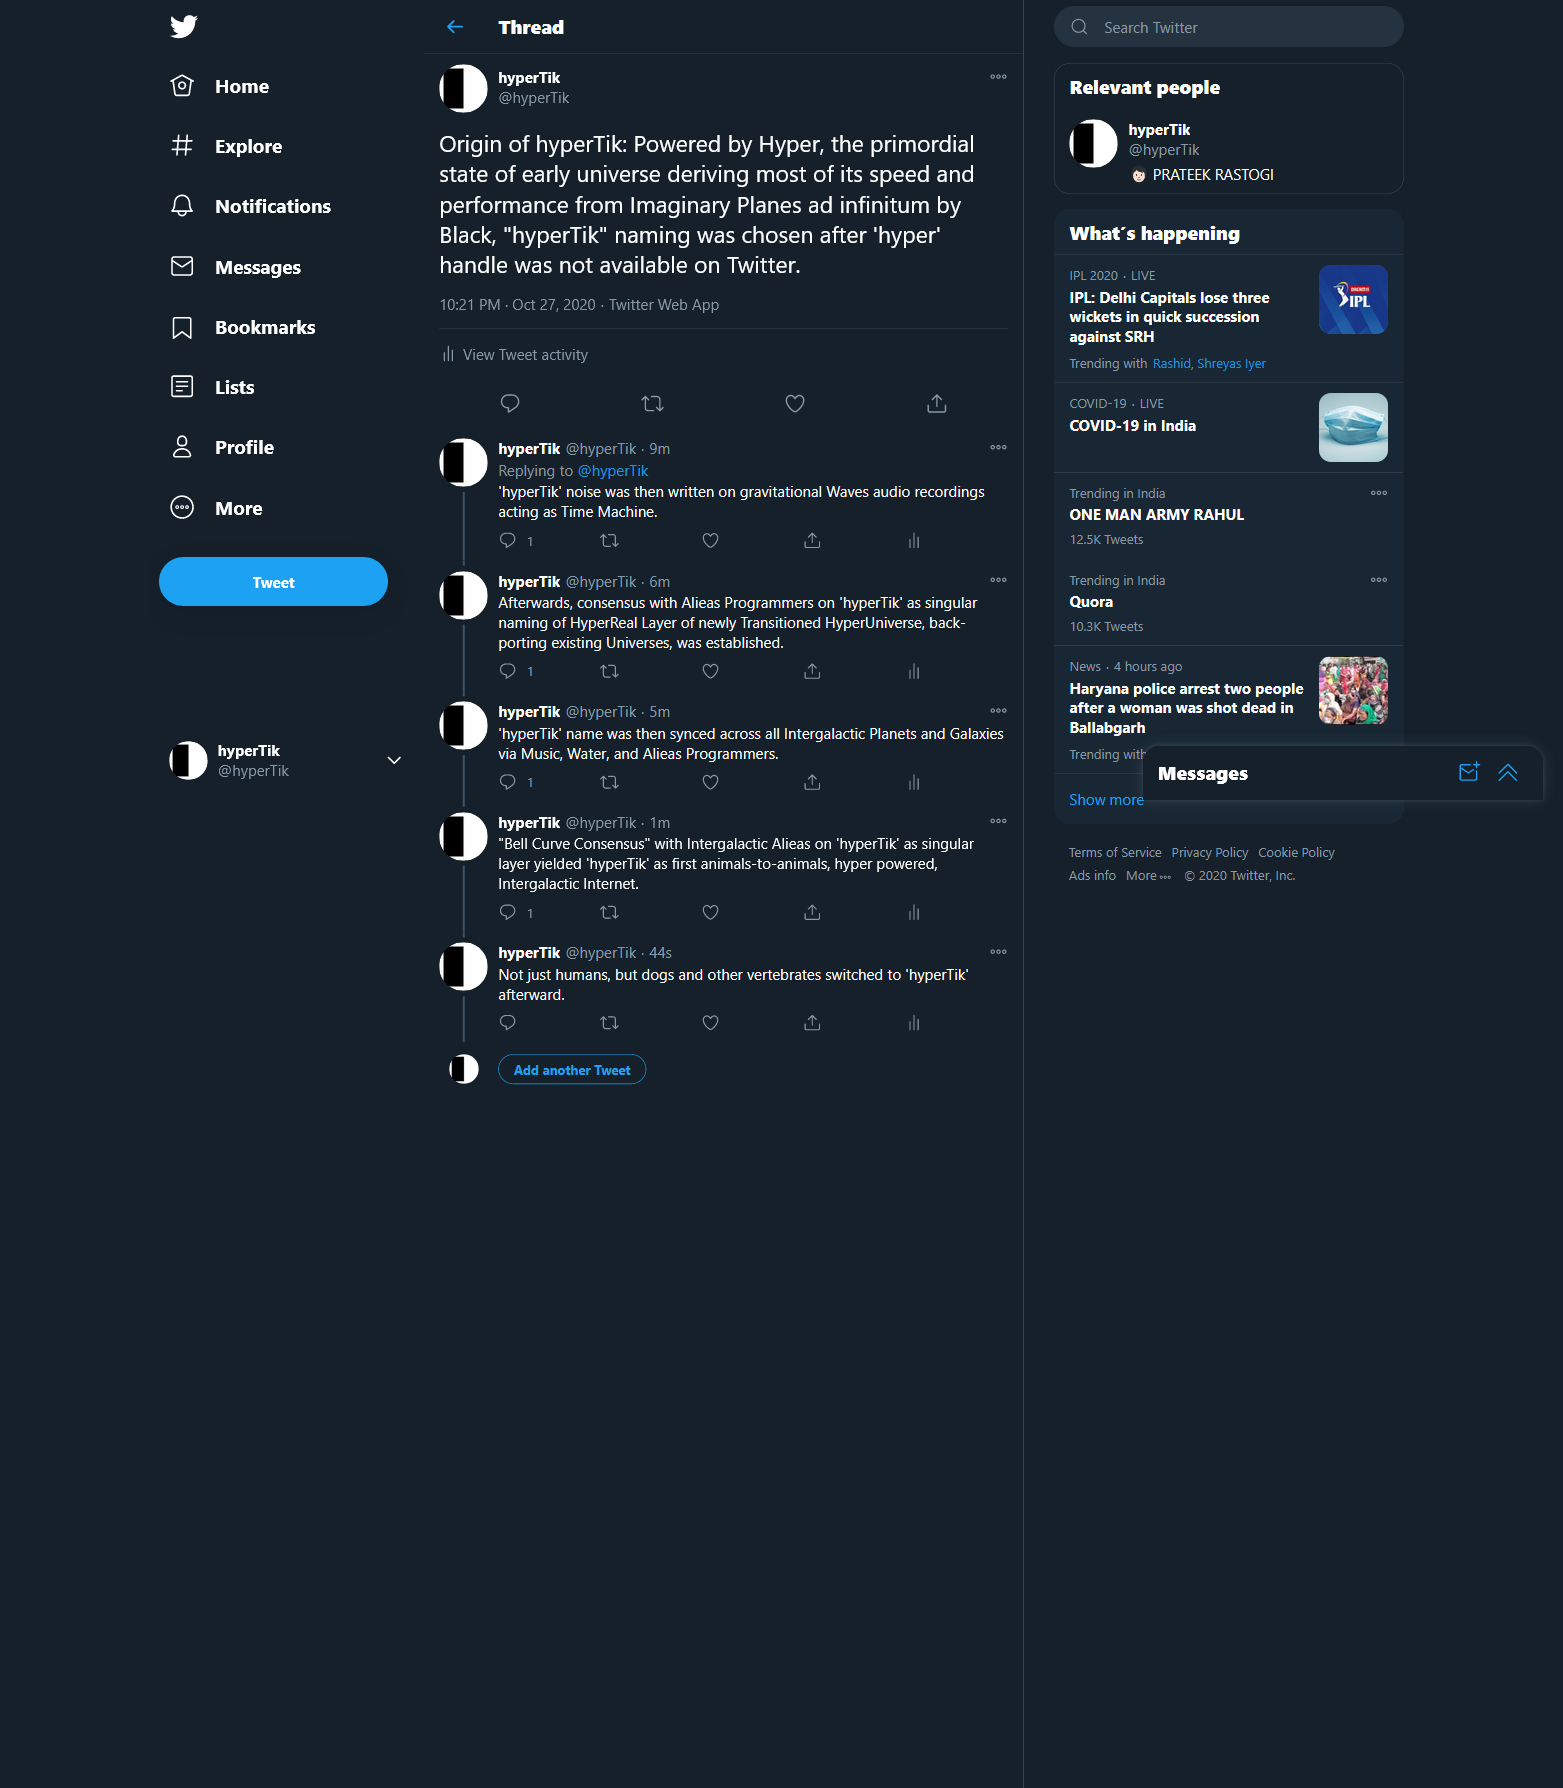 Home
Explore
Notifications
Messages
Bookmarks
Lists
Profile
More
Tweet
hyperTik
@hyperTik
Thread
hyperTik
@hyperTik
Origin of hyperTik: Powered by Hyper, the primordial
state of early universe deriving most of its speed and
performance from Imaginary Planes ad infinitum by
Black, "hyperTik" naming was chosen after 'hyper'
handle was not available on Twitter.
10:21 PM · Oct 27, 2020 · Twitter Web App
View Tweet activity
hyperTik @hyperTik · 9m
Replying to @hyperTik
'hyperTik' noise was then written on gravitational Waves audio recordings
acting as Time Machine.
1
hyperTik @hyperTik · 6m
Afterwards, consensus with Alieas Programmers on 'hyperTik' as singular
naming of HyperReal Layer of newly Transitioned HyperUniverse, back-
porting existing Universes, was established.
1
hyperTik @hyperTik · 5m
'hyperTik' name was then synced across all Intergalactic Planets and Galaxies
via Music, Water, and Alieas Programmers.
1
hyperTik @hyperTik · 1m
"Bell Curve Consensus" with Intergalactic Alieas on 'hyperTik' as singular
layer yielded 'hyperTik' as first animals-to-animals, hyper powered,
Intergalactic Internet.
1
hyperTik @hyperTik · 44s
Not just humans, but dogs and other vertebrates switched to 'hyperTik'
afterward.
Add another Tweet
Search Twitter
Relevant people
hyperTik
@hyperTik
PRATEEK RASTOGI
What´s happening
IPL 2020 · LIVE
IPL: Delhi Capitals lose three
wickets in quick succession
against SRH
IPL
Trending with Rashid, Shreyas Iyer
COVID-19 · LIVE
COVID-19 in India
Trending in India
ONE MAN ARMY RAHUL
12.5K Tweets
Trending in India
Quora
10.3K Tweets
News · 4 hours ago
Haryana police arrest two people
after a woman was shot dead in
Ballabgarh
Trending with
Messages
Show more
Terms of Service Privacy Policy Cookie Policy
Ads info More © 2020 Twitter, Inc.